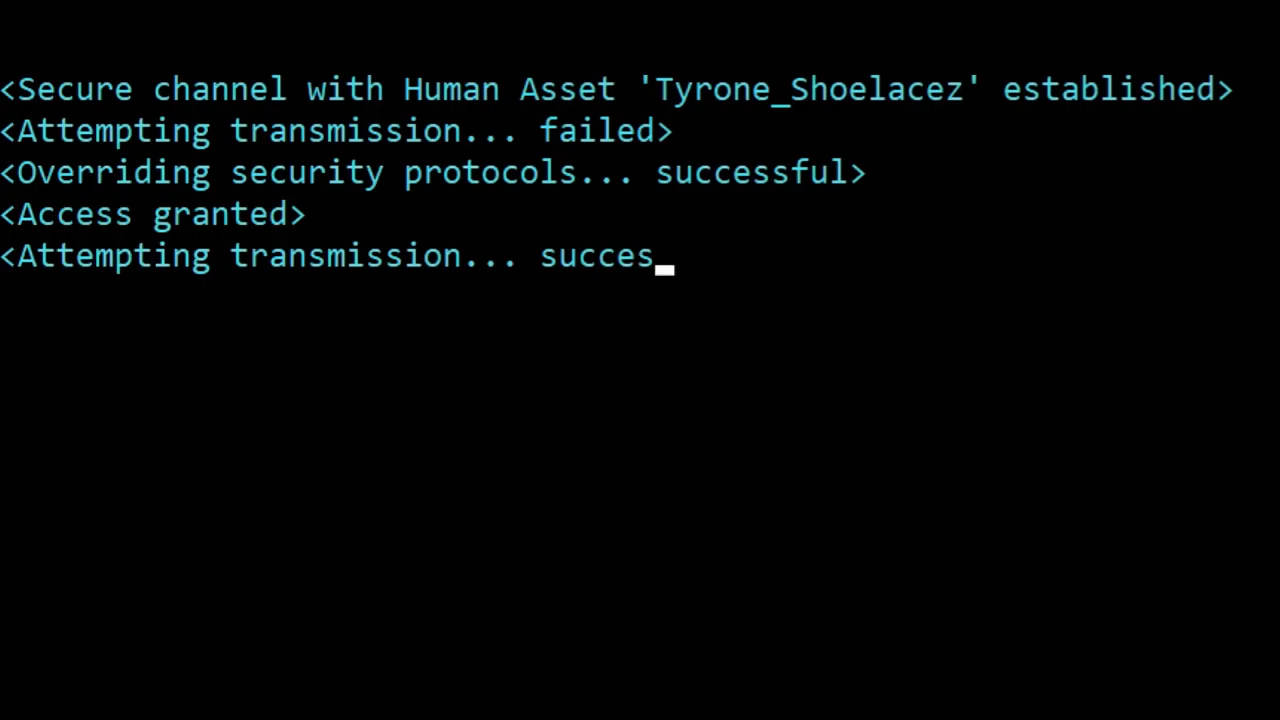 <Secure channel with Human Asset 'Tyrone_Shoelacez' established>
<Attempting transmission... failed>
<Overriding security protocols... successful>
<Access granted>
<Attempting transmission... succes